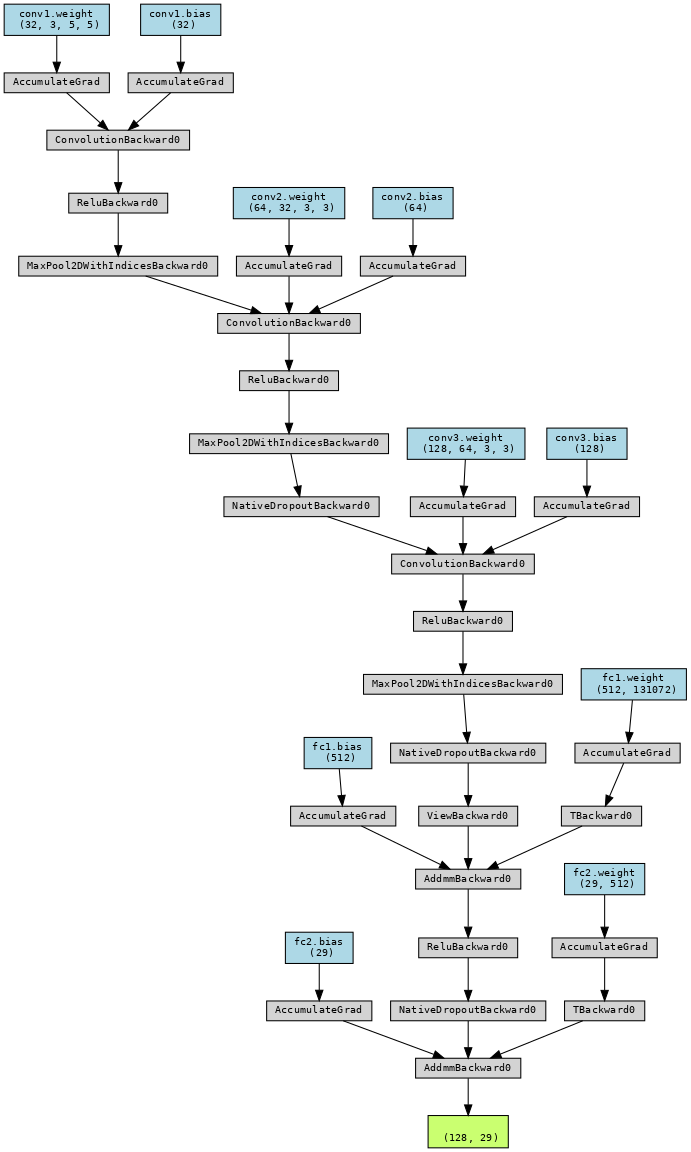 conv1.weight
(32, 3, 5, 5)
conv1.bias
(32)
AccumulateGrad
AccumulateGrad
ConvolutionBackward0
ReluBackward0
conv2.weight
(64, 32, 3, 3)
conv2.bias
(64)
MaxPool2DWithIndicesBackward0
AccumulateGrad
AccumulateGrad
ConvolutionBackward0
ReluBackward0
MaxPool2DWithIndicesBackward0
conv3.weight
(128, 64, 3, 3)
conv3.bias
(128)
NativeDropoutBackward0
AccumulateGrad
AccumulateGrad
ConvolutionBackward0
ReluBackward0
MaxPool2DWithIndicesBackward0
fc1.weight
(512, 131072)
fc1.bias
(512)
NativeDropoutBackward0
AccumulateGrad
AccumulateGrad
ViewBackward0
TBackward0
AddmmBackward0
fc2.weight
(29, 512)
fc2.bias
(29)
ReluBackward0
AccumulateGrad
AccumulateGrad
NativeDropoutBackward0
TBackward0
AddmmBackward0
(128, 29)